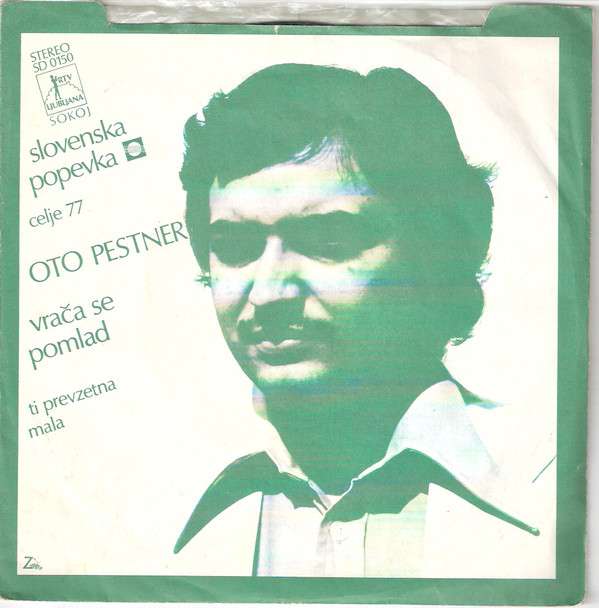 STEREO
SD 0150
RTV
LJUBLJANA
SOKOJ
slovenska
popevka
celje 77
OTO PESTNER
vrača se
pomlad
ti prevzetna
mala